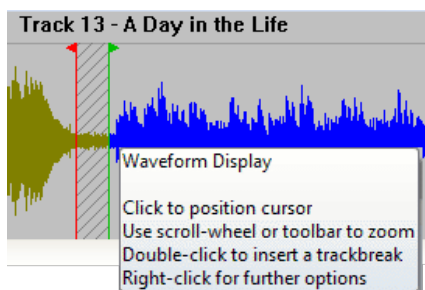 Track 13 - A Day in the Life
Waveform Display
Click to position cursor
Use scroll-wheel or toolbar to zoom
Double-click to insert a trackbreak
Right-click for further options